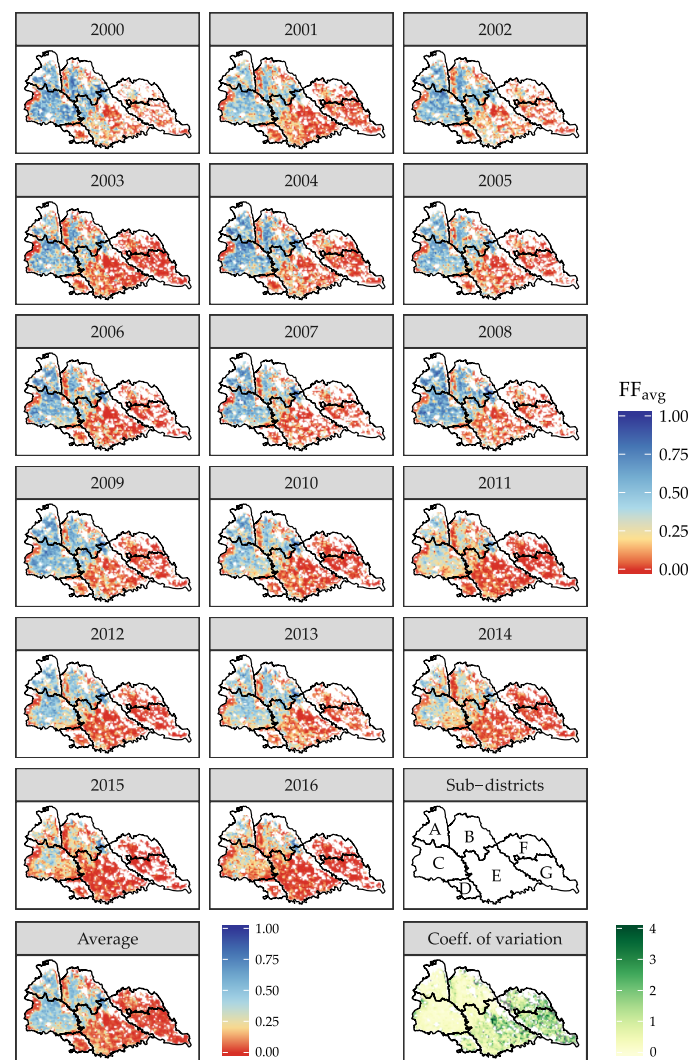 2000 2001 2002
2003 2004 2005
2006 2007 2008
FFavg
1.00
0.75
0.50
0.25
0.00
2009 2010 2011
2012 2013 2014
2015 2016 Sub−districts
A
B
F
C
E
G
D
Average
1.00
0.75
0.50
0.25
0.00
Coeff. of variation
4
3
2
1
0